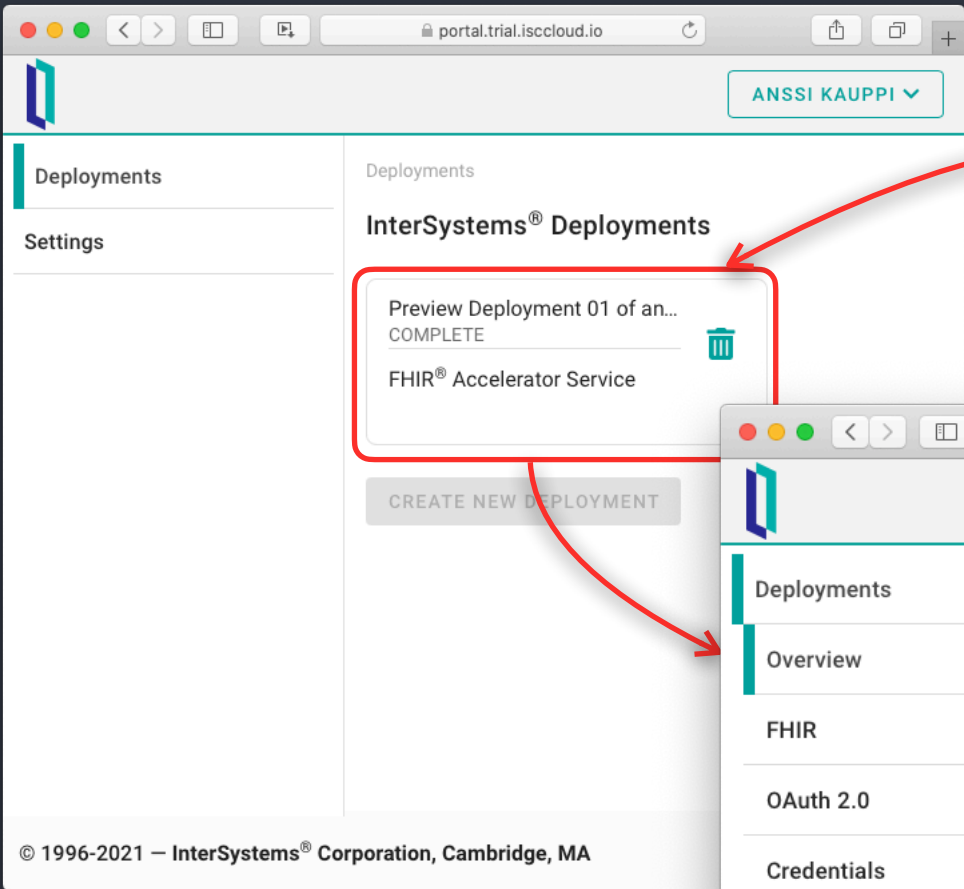 portal.trial.isccloud.io
ANSSI KAUPPI
Deployments
Settings
Deployments
InterSystems® Deployments
Preview Deployment 01 of an...
COMPLETE
FHIR® Accelerator Service
CREATE NEW DEPLOYMENT
© 1996-2021 — InterSystems® Corporation, Cambridge, MA
Deployments
Overview
FHIR
OAuth 2.0
Credentials